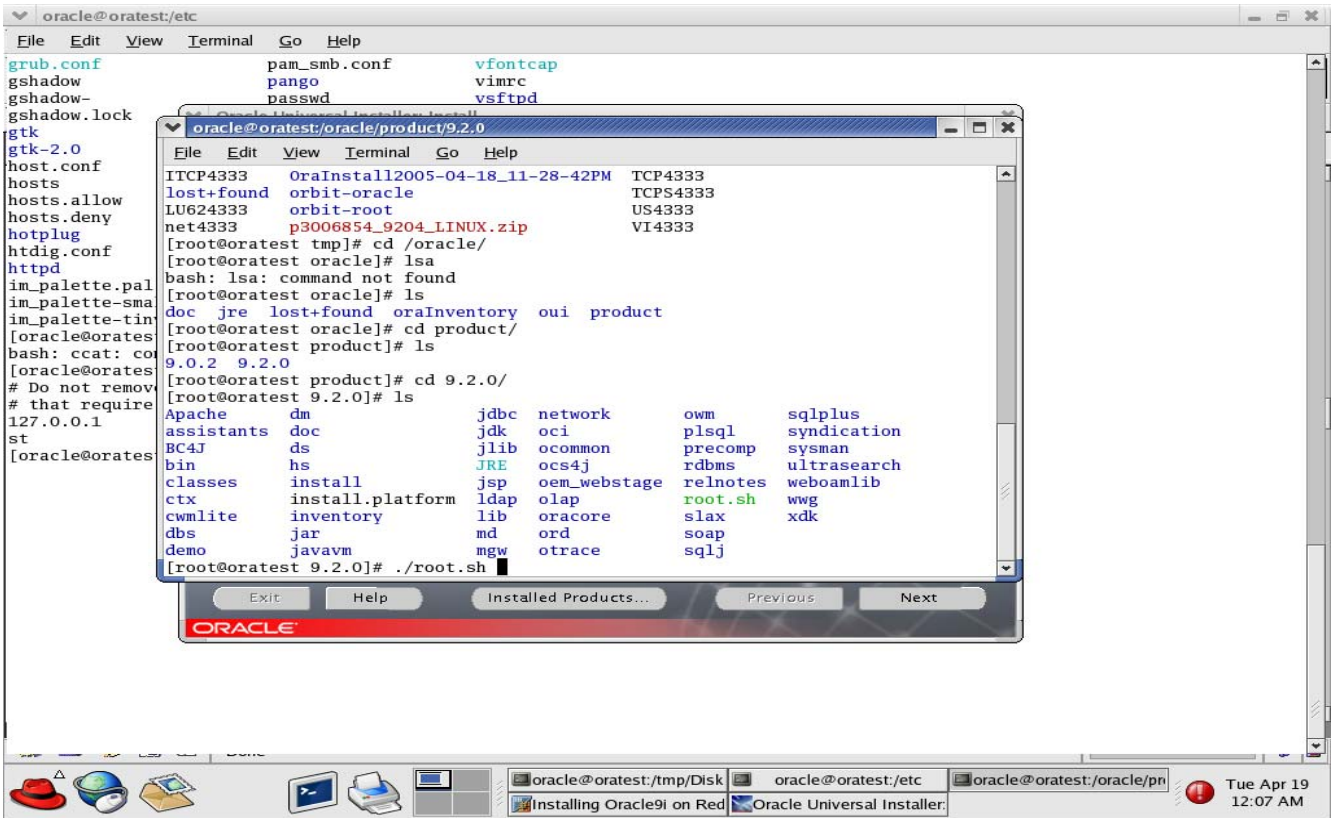 oracle@oratest:/etc
File Edit View Terminal Go Help
grub.conf pam_smb.conf vfontcap
gshadow pango vimrc
gshadow- passwd vsftpd
gshadow.lock
gtk
gtk-2.0
host.conf
hosts
hosts.allow
hosts.deny
hotplug
htdig.conf
httpd
im_palette.pal
im_palette-sma
im_palette-tin
[oracle@orates
bash: ccat: co
[oracle@orates
# Do not remov
# that require
127.0.0.1
st
[oracle@orates
Oracle Universal Installer: Install
oracle@oratest:/oracle/product/9.2.0
File Edit View Terminal Go Help
ITCP4333 OraInstall2005-04-18_11-28-42PM TCP4333
lost+found orbit-oracle TCPS4333
LU624333 orbit-root US4333
net4333 p3006854_9204_LINUX.zip VI4333
[root@oratest tmp]# cd /oracle/
[root@oratest oracle]# lsa
bash: lsa: command not found
[root@oratest oracle]# ls
doc jre lost+found oraInventory oui product
[root@oratest oracle]# cd product/
[root@oratest product]# ls
9.0.2 9.2.0
[root@oratest product]# cd 9.2.0/
[root@oratest 9.2.0]# ls
Apache dm jdbc network owm sqlplus
assistants doc jdk oci plsql syndication
BC4J ds jlib ocommon precomp sysman
bin hs JRE ocs4j rdbms ultrasearch
classes install jsp oem_webstage relnotes weboamlib
ctx install.platform ldap olap root.sh wwg
cwmlite inventory lib oracore slax xdk
dbs jar md ord soap
demo javavm mgw otrace sqlj
[root@oratest 9.2.0]# ./root.sh
Exit Help Installed Products... Previous Next
ORACLE
Done
oracle@oratest:/tmp/Disk oracle@oratest:/etc oracle@oratest:/oracle/pr
Installing Oracle9i on Red Oracle Universal Installer:
Tue Apr 19
12:07 AM